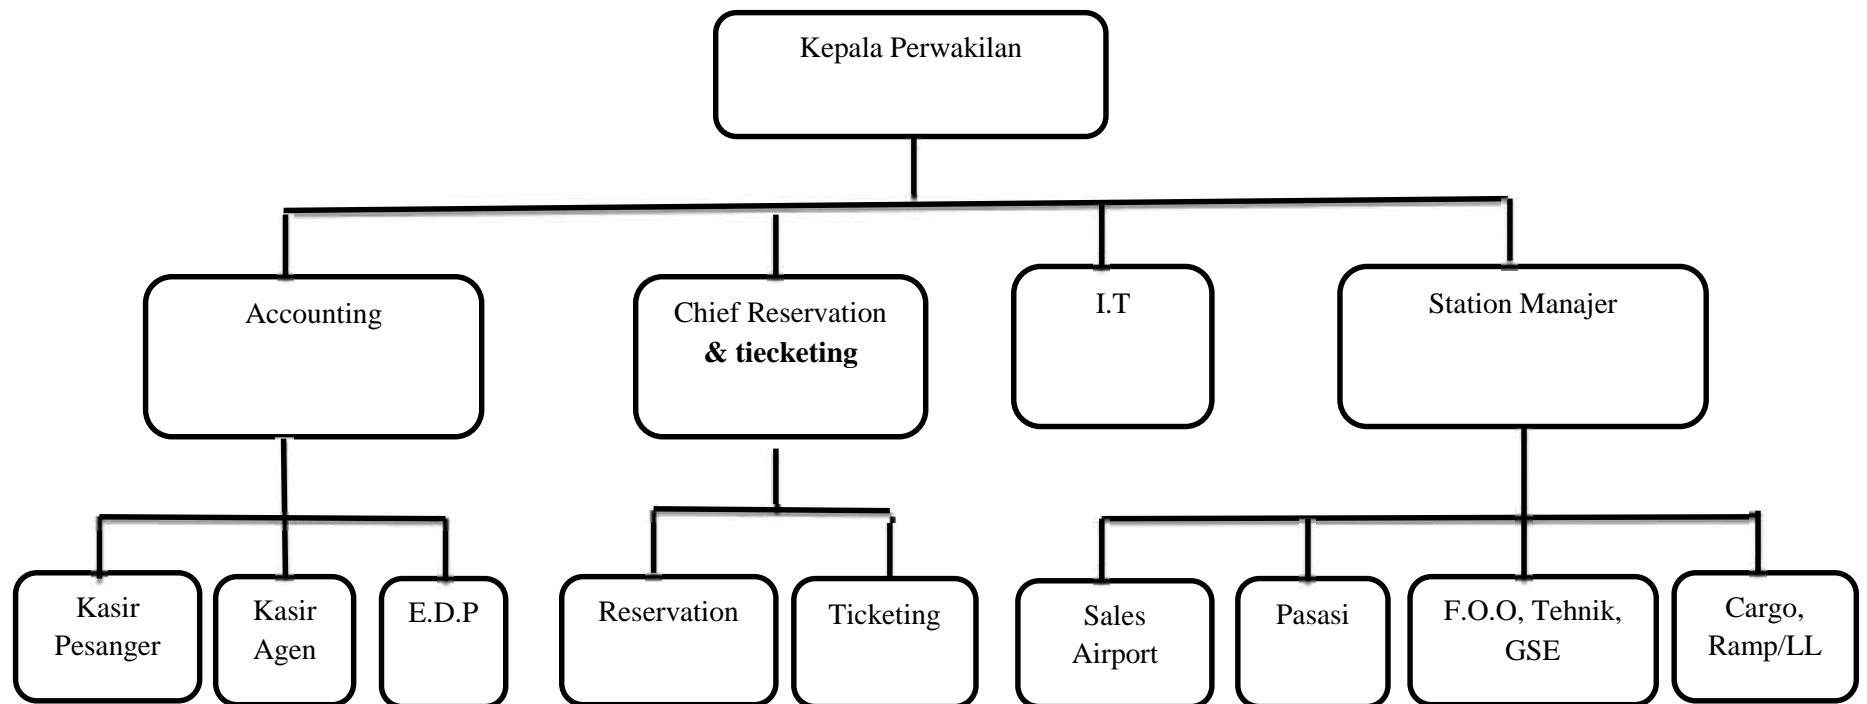 Kepala Perwakilan
Accounting
Chief Reservation
& tiecketing
I.T
Station Manajer
Kasir
Pesanger
Kasir
Agen
E.D.P
Reservation
Ticketing
Sales
Airport
Pasasi
F.O.O, Tehnik,
GSE
Cargo,
Ramp/LL